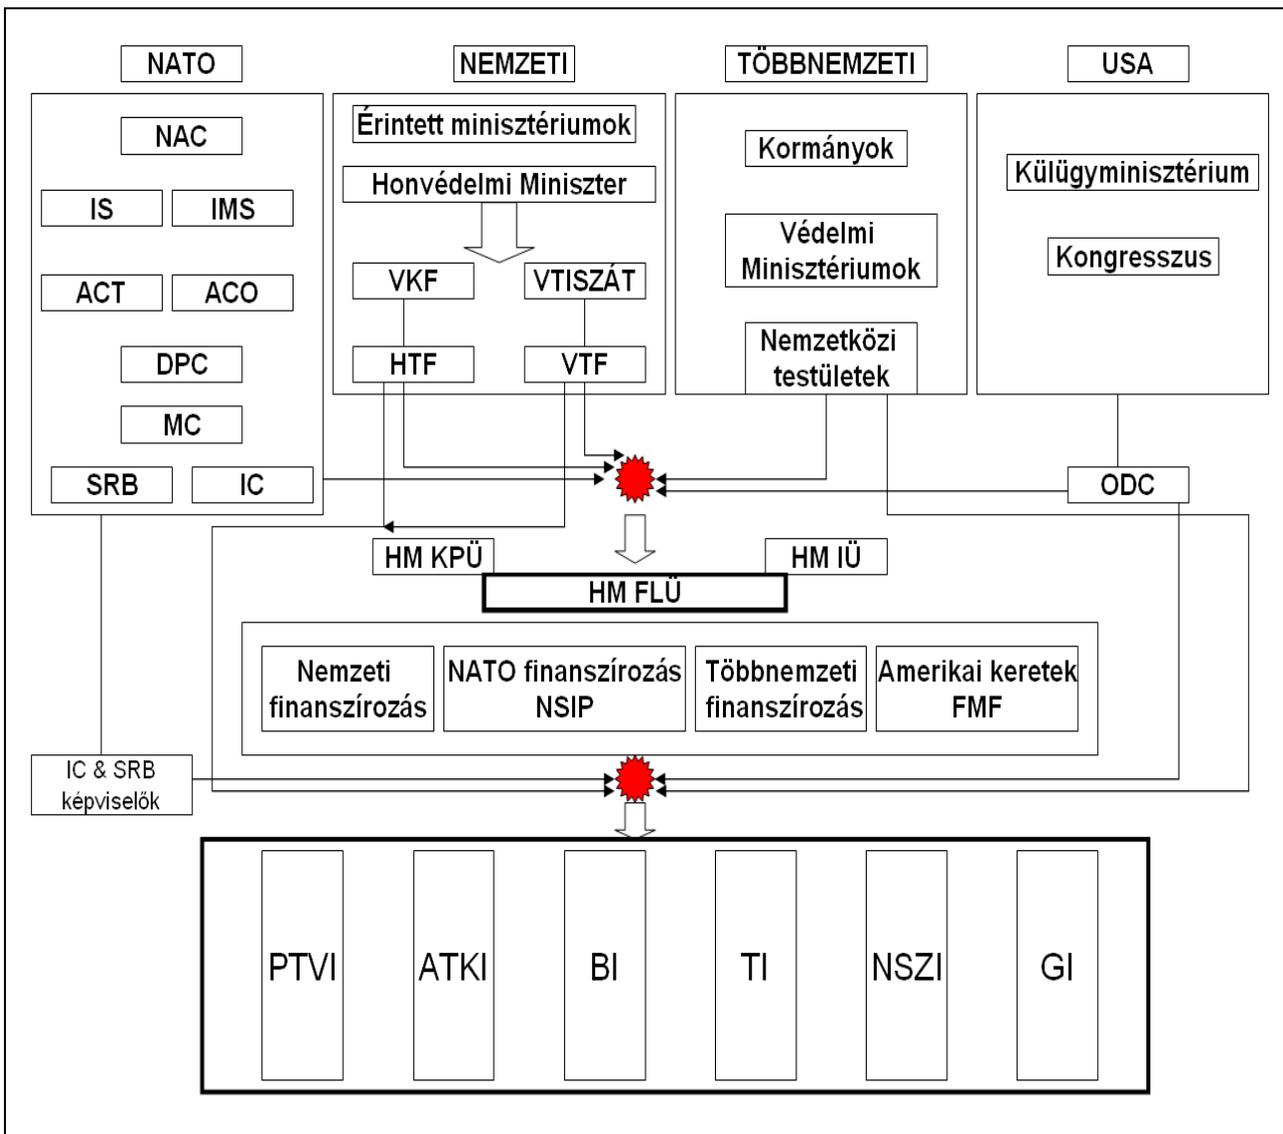 NATO
NEMZETI
TÖBBNEMZETI
USA
NAC
IS
IMS
ACT
ACO
DPC
MC
SRB
IC
Érintett minisztériumok
Honvédelmi Miniszter
VKF
VTISZÁT
HTF
VTF
Kormányok
Védelmi
Minisztériumok
Nemzetközi
testületek
Külügyminisztérium
Kongresszus
ODC
HM KPÜ
HM IÜ
HM FLÜ
Nemzeti
finanszírozás
NATO finanszírozás
NSIP
Többnemzeti
finanszírozás
Amerikai keretek
FMF
IC & SRB
képviselők
PTVI
ATKI
BI
TI
NSZI
GI